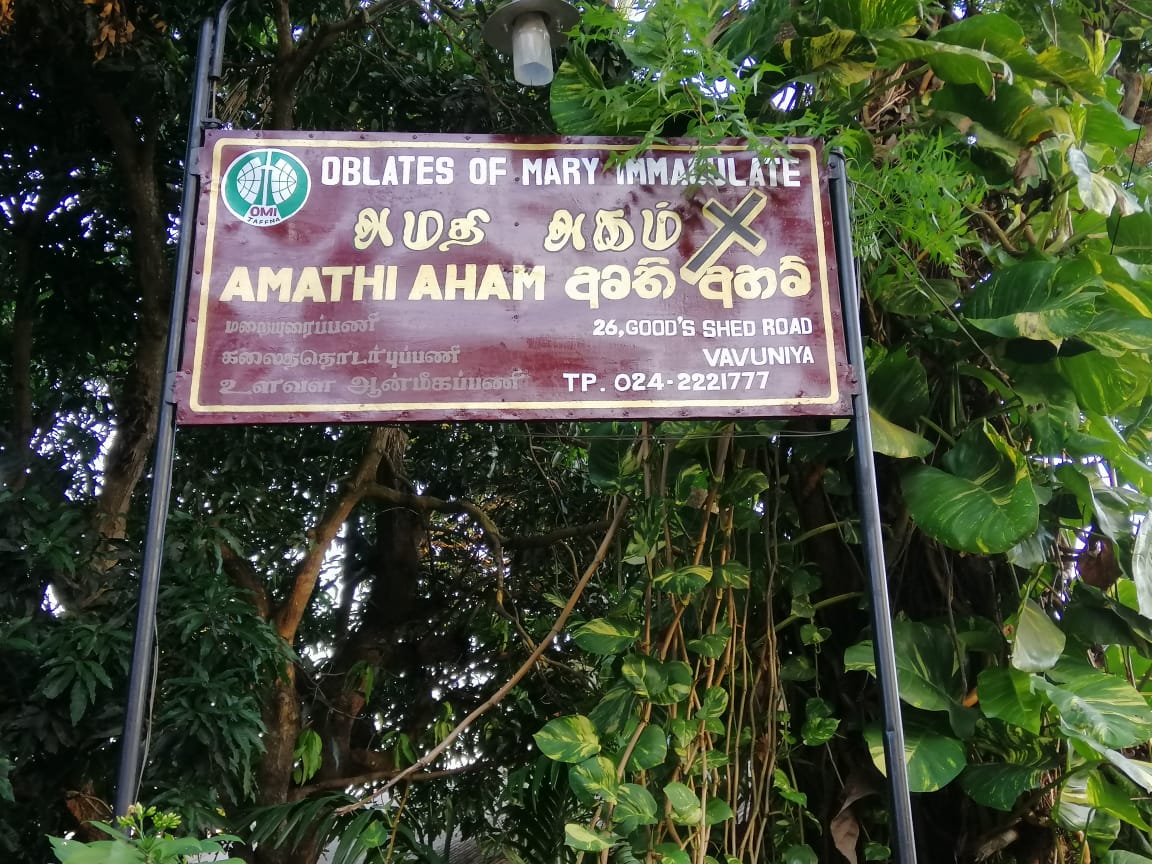 OBLATES OF MARY IMMACULATE
OMI
JAFFNA
அமதி அகம்
AMATHI AHAM අමති අහම්
மறையுரைப்பணி
26,GOOD'S SHED ROAD
கலைதொடர்புப்பணி
VAVUNIYA
உளவள ஆன்மீகப்பணி
TP. 024-2221777